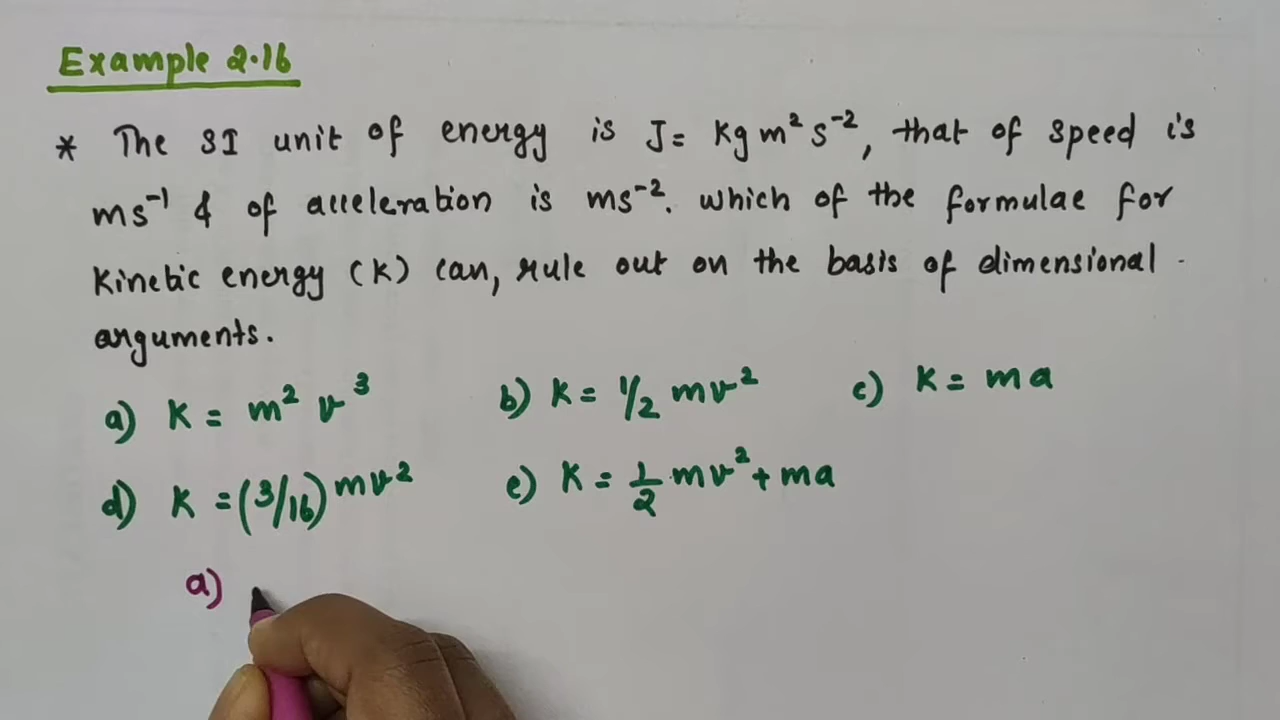 Example 2.16
* The SI unit of energy is J= Kg m² s⁻², that of speed is
ms⁻¹ & of acceleration is ms⁻². which of the formulae for
Kinetic energy (K) can, rule out on the basis of dimensional .
arguments.
a) K = m² v³ b) K = 1/2 mv² c) K = ma
d) K = (3/16) mv² e) K = 1/2 mv² + ma
a)